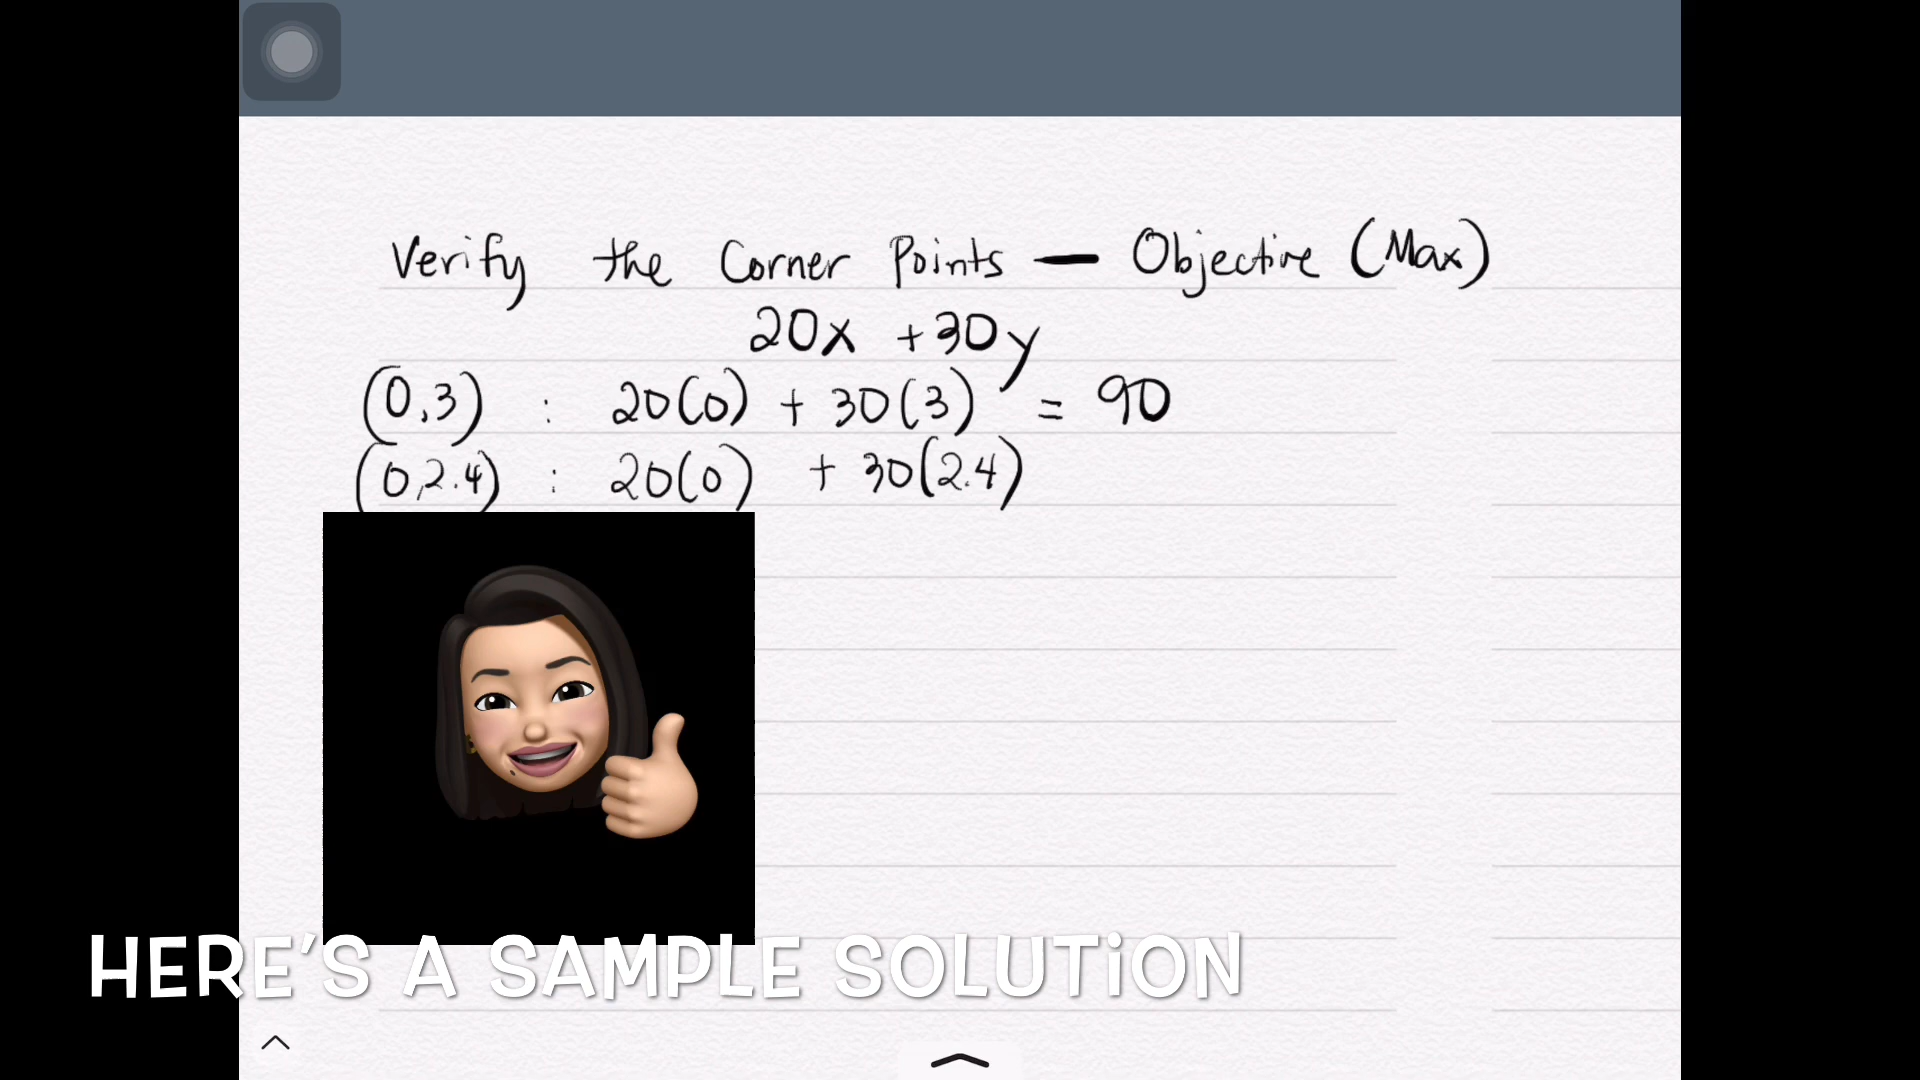 Verify the Corner Points — Objective (Max)
20x + 30y
(0,3) : 20(0) + 30(3) = 90
(0,2.4) : 20(0) + 30(2.4)
HERE'S A SAMPLE SOLUTiON